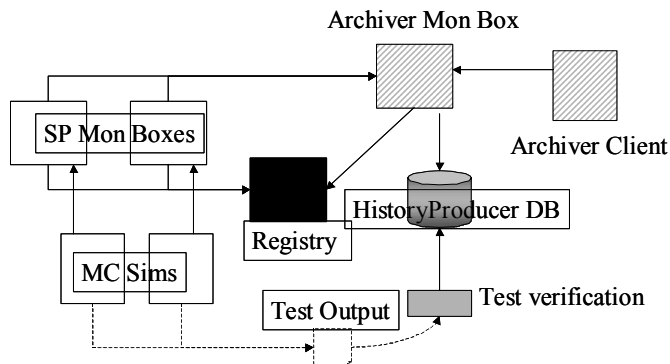 Archiver Mon Box
SP Mon Boxes
Archiver Client
HistoryProducer DB
Registry
MC Sims
Test Output
Test verification